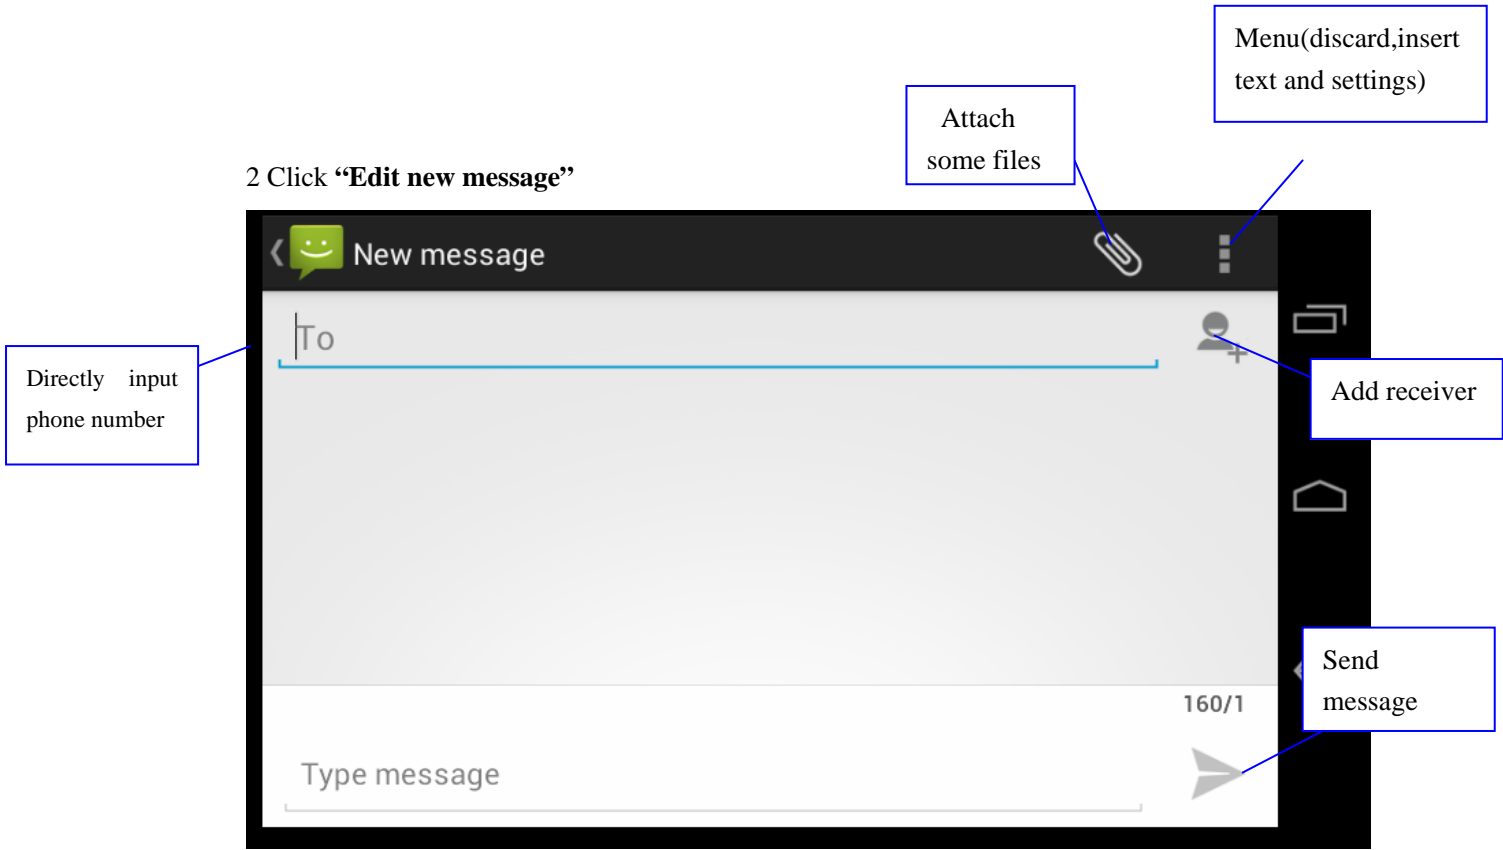 Menu(discard,insert
text and settings)
Attach
some files
2 Click “Edit new message”
New message
To
Directly input
phone number
Add receiver
Send
message
160/1
Type message